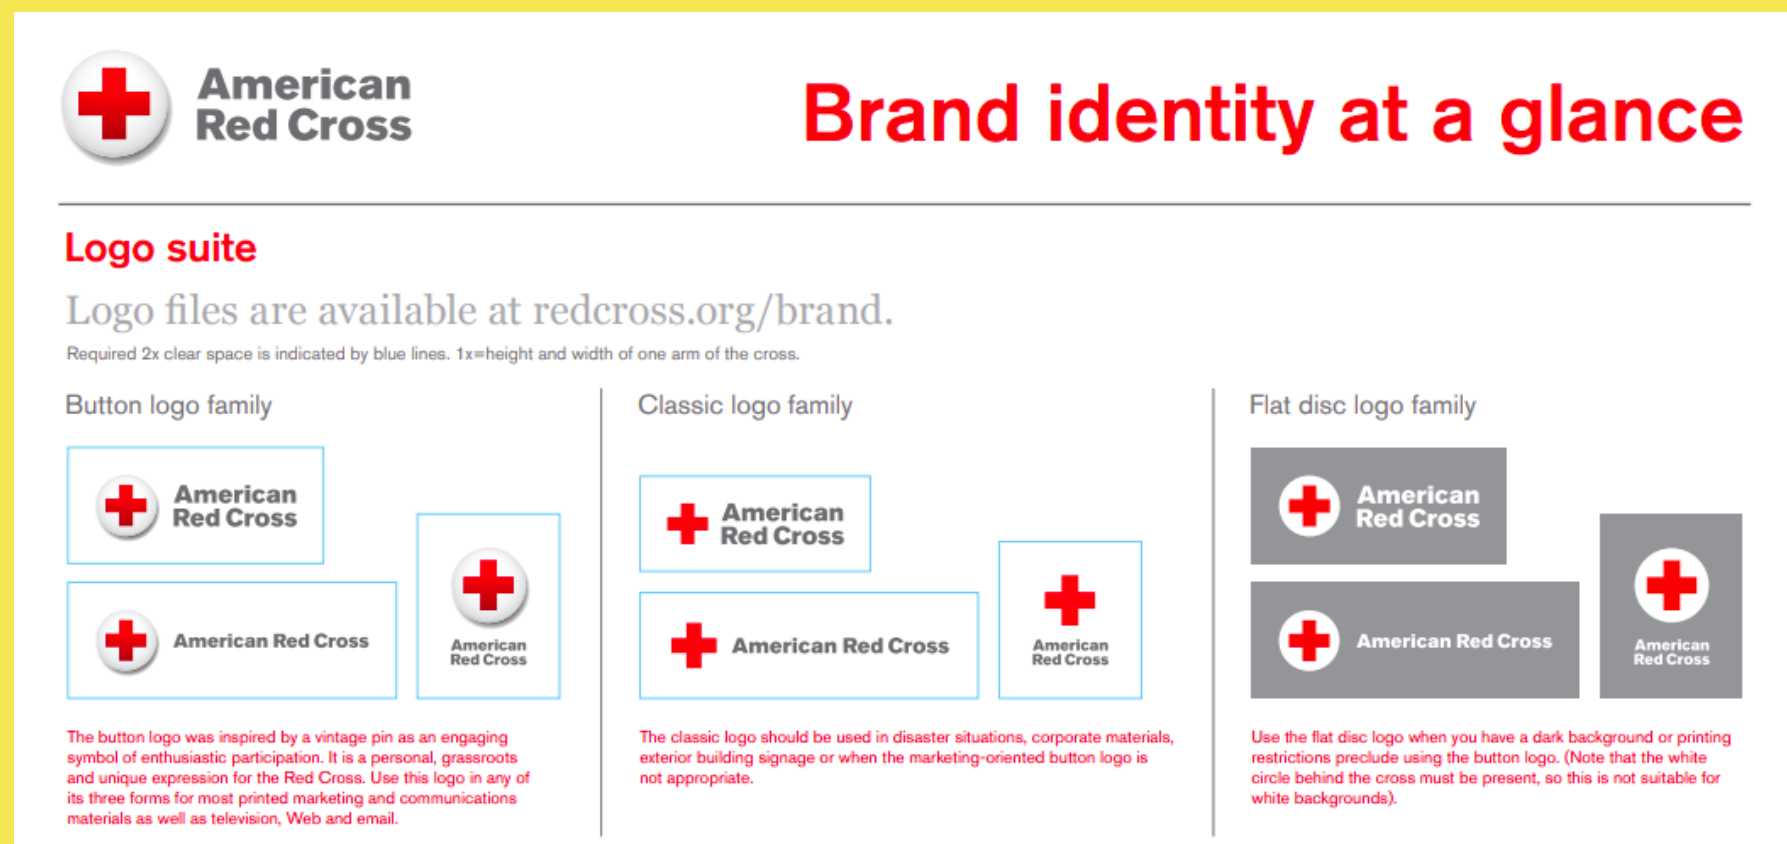 American
Red Cross
Brand identity at a glance
Logo suite
Logo files are available at redcross.org/brand.
Required 2x clear space is indicated by blue lines. 1x=height and width of one arm of the cross.
Button logo family
American
Red Cross
American Red Cross
American
Red Cross
The button logo was inspired by a vintage pin as an engaging
symbol of enthusiastic participation. It is a personal, grassroots
and unique expression for the Red Cross. Use this logo in any of
its three forms for most printed marketing and communications
materials as well as television, Web and email.
Classic logo family
American
Red Cross
American Red Cross
American
Red Cross
The classic logo should be used in disaster situations, corporate materials,
exterior building signage or when the marketing-oriented button logo is
not appropriate.
Flat disc logo family
American
Red Cross
American Red Cross
American
Red Cross
Use the flat disc logo when you have a dark background or printing
restrictions preclude using the button logo. (Note that the white
circle behind the cross must be present, so this is not suitable for
white backgrounds).